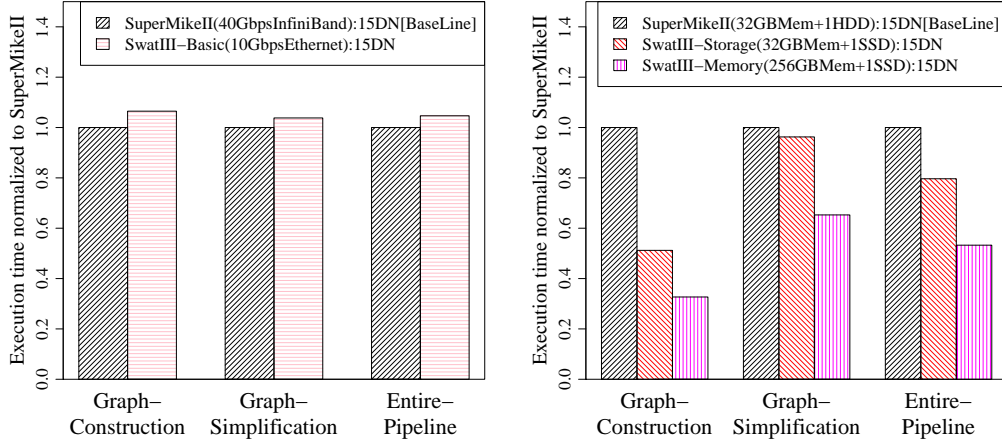 SuperMikeII(40GbpsInfiniBand):15DN[BaseLine]
SwatIII−Basic(10GbpsEthernet):15DN
Execution time normalized to SuperMikeII
1.4
1.2
1.0
0.8
0.6
0.4
0.2
0.0
Graph−
Construction
Graph−
Simplification
Entire−
Pipeline
SuperMikeII(32GBMem+1HDD):15DN[BaseLine]
SwatIII−Storage(32GBMem+1SSD):15DN
SwatIII−Memory(256GBMem+1SSD):15DN
Execution time normalized to SuperMikeII
1.4
1.2
1.0
0.8
0.6
0.4
0.2
0.0
Graph−
Construction
Graph−
Simplification
Entire−
Pipeline